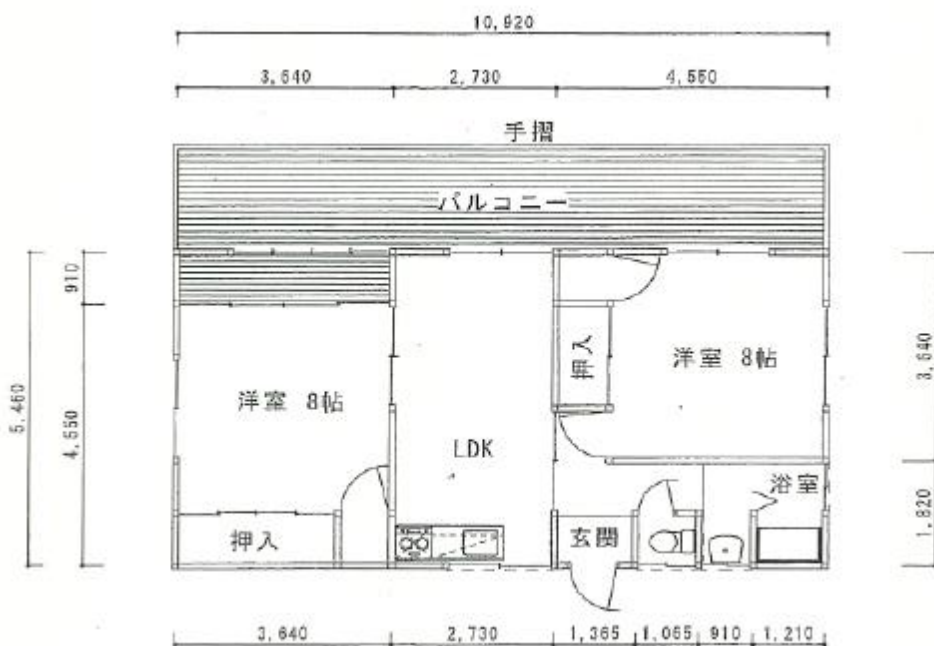 10,920
3,640 2,730 4,550
手摺
バルコニー
910
3,640
5,460
4,550
押入
洋室 8帖
洋室 8帖
LDK
浴室
1,820
押入
玄関
3,640 2,730 1,365 1,065 910 1,210